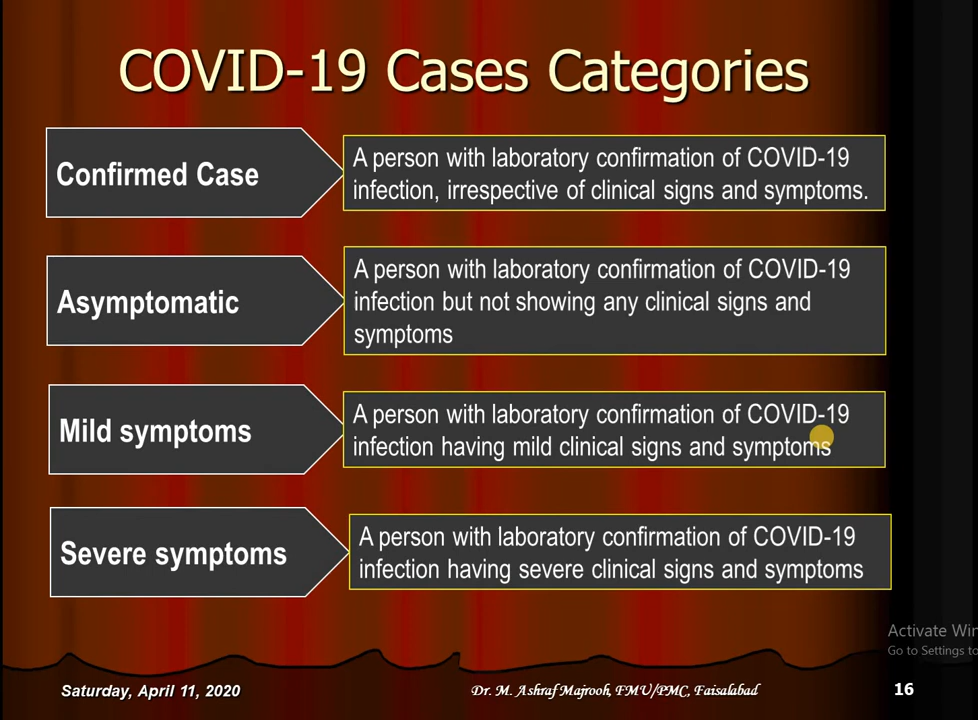 COVID-19 Cases Categories
Confirmed Case
A person with laboratory confirmation of COVID-19
infection, irrespective of clinical signs and symptoms.
Asymptomatic
A person with laboratory confirmation of COVID-19
infection but not showing any clinical signs and
symptoms
Mild symptoms
A person with laboratory confirmation of COVID-19
infection having mild clinical signs and symptoms
Severe symptoms
A person with laboratory confirmation of COVID-19
infection having severe clinical signs and symptoms
Activate Win
Go to Settings to
Saturday, April 11, 2020
Dr. M. Ashraf Majrooh, FMU/PMC, Faisalabad
16